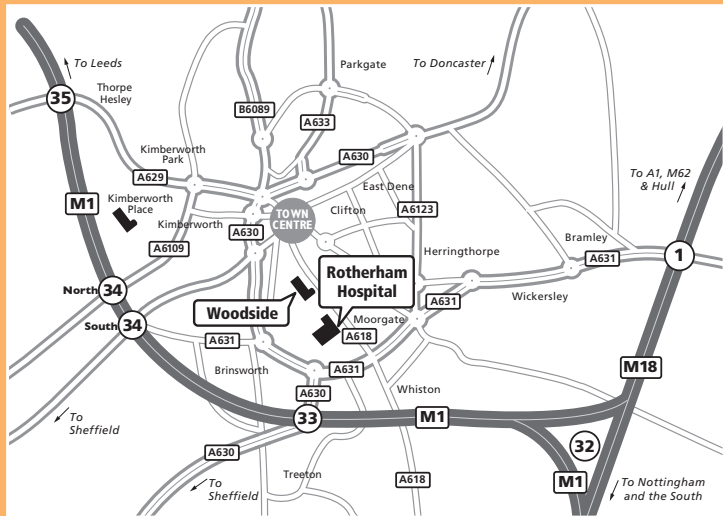 To Leeds
Parkgate
To Doncaster
35
Thorpe
Hesley
B6089
A633
Kimberworth
Park
A630
To A1, M62
& Hull
A629
East Dene
M1
Kimberworth
Place
TOWN
CENTRE
Clifton
A6123
Kimberworth
A630
Bramley
A6109
Herringthorpe
1
A631
Rotherham
Hospital
North
34
Wickersley
A631
Woodside
South
34
Moorgate
A618
A631
Brinsworth
A631
M18
A630
Whiston
To
Sheffield
33
M1
32
A630
Treeton
A618
M1
To
Sheffield
To Nottingham
and the South